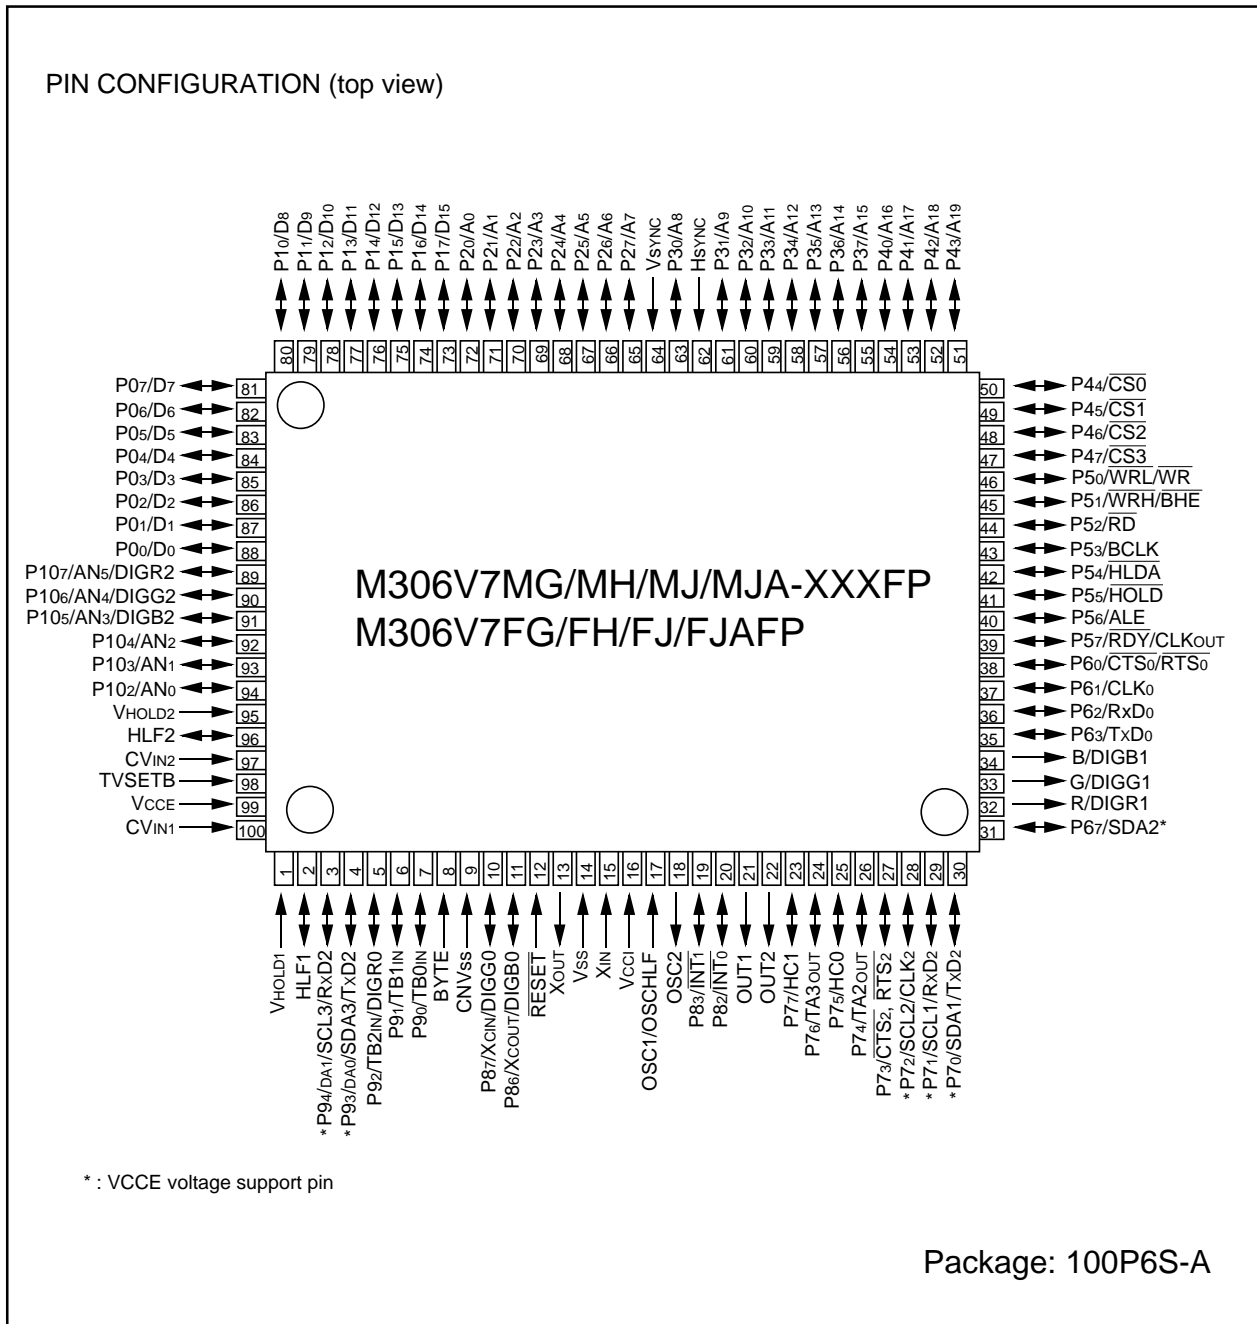 PIN CONFIGURATION (top view)
P10/D8
P11/D9
P12/D10
P13/D11
P14/D12
P15/D13
P16/D14
P17/D15
P20/A0
P21/A1
P22/A2
P23/A3
P24/A4
P25/A5
P26/A6
P27/A7
VSYNC
P30/A8
HSYNC
P31/A9
P32/A10
P33/A11
P34/A12
P35/A13
P36/A14
P37/A15
P40/A16
P41/A17
P42/A18
P43/A19
80 79 78 77 76 75 74 73 72 71 70 69 68 67 66 65 64 63 62 61 60 59 58 57 56 55 54 53 52 51
P07/D7 81
P06/D6 82
P05/D5 83
P04/D4 84
P03/D3 85
P02/D2 86
P01/D1 87
P00/D0 88
P107/AN5/DIGR2 89
P106/AN4/DIGG2 90
P105/AN3/DIGB2 91
P104/AN2 92
P103/AN1 93
P102/AN0 94
VHOLD2 95
HLF2 96
CVIN2 97
TVSETB 98
VCCE 99
CVIN1 100
M306V7MG/MH/MJ/MJA-XXXFP
M306V7FG/FH/FJ/FJAFP
50 P44/CS0
49 P45/CS1
48 P46/CS2
47 P47/CS3
46 P50/WRL/WR
45 P51/WRH/BHE
44 P52/RD
43 P53/BCLK
42 P54/HLDA
41 P55/HOLD
40 P56/ALE
39 P57/RDY/CLKOUT
38 P60/CTS0/RTS0
37 P61/CLK0
36 P62/RxD0
35 P63/TxD0
34 B/DIGB1
33 G/DIGG1
32 R/DIGR1
31 P67/SDA2*
1 2 3 4 5 6 7 8 9 10 11 12 13 14 15 16 17 18 19 20 21 22 23 24 25 26 27 28 29 30
VHOLD1
HLF1
*P94/DA1/SCL3/RxD2
*P93/DA0/SDA3/TxD2
P92/TB2IN/DIGR0
P91/TB1IN
P90/TB0IN
BYTE
CNVss
P87/XCIN/DIGG0
P86/XCOUT/DIGB0
RESET
XOUT
VSS
XIN
VCCI
OSC1/OSCHLF
OSC2
P83/INT1
P82/INT0
OUT1
OUT2
P77/HC1
P76/TA3OUT
P75/HC0
P74/TA2OUT
P73/CTS2, RTS2
*P72/SCL2/CLK2
*P71/SCL1/RxD2
*P70/SDA1/TxD2
* : VCCE voltage support pin
Package: 100P6S-A